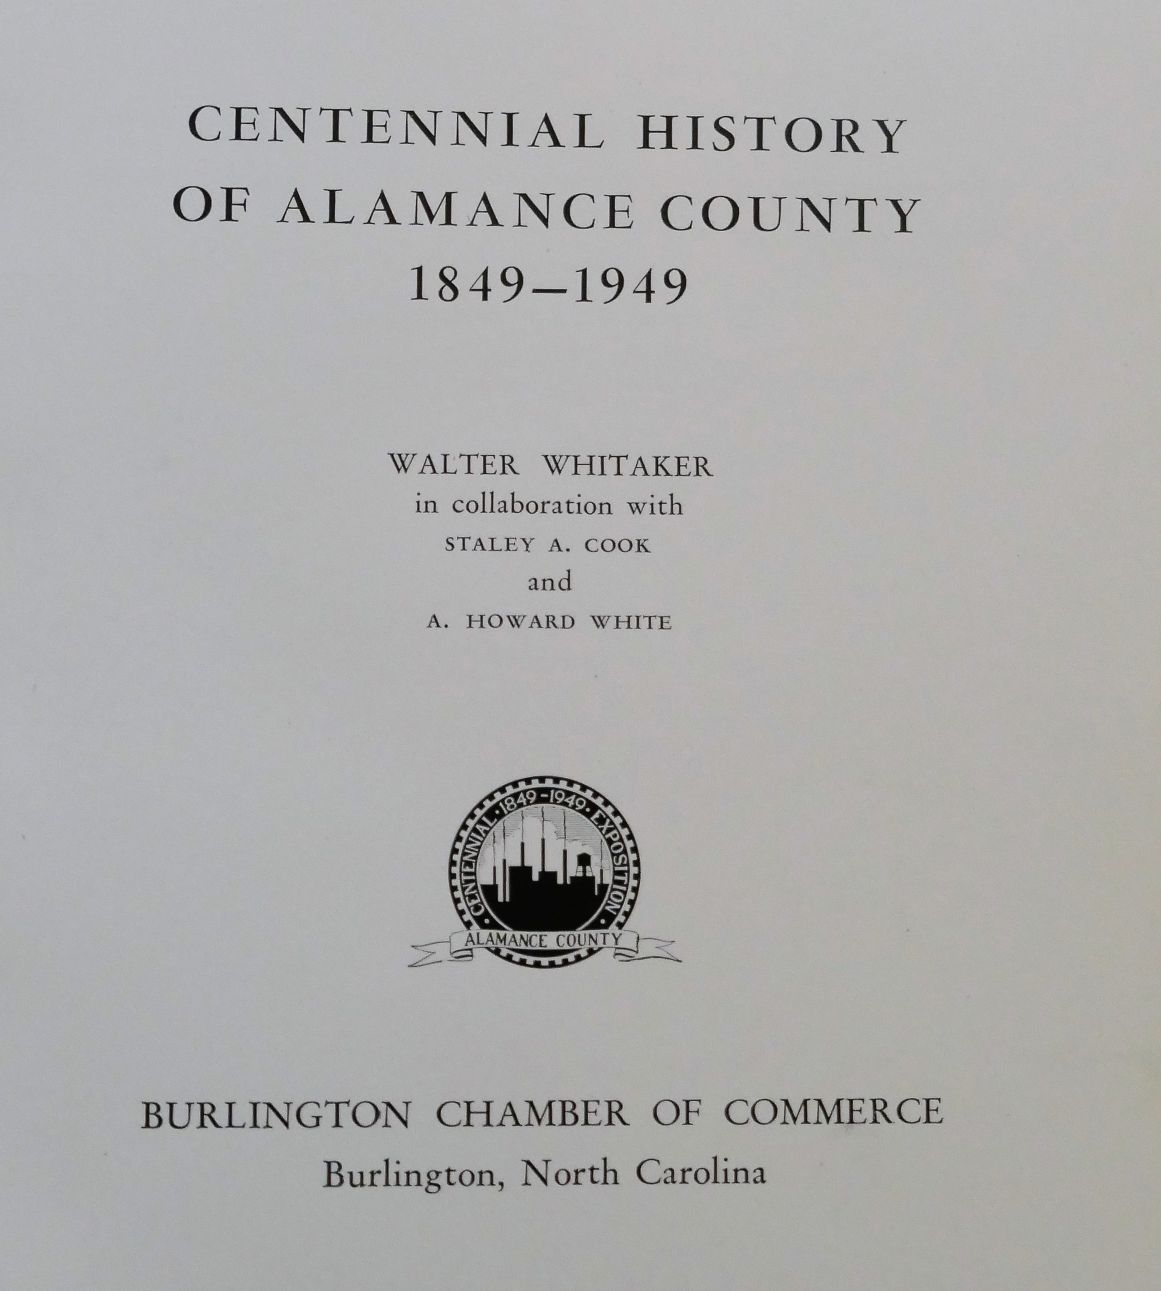 CENTENNIAL HISTORY
OF ALAMANCE COUNTY
1849–1949
WALTER WHITAKER
in collaboration with
STALEY A. COOK
and
A. HOWARD WHITE
CENTENNIAL · 1849-1949 · EXPOSITION
ALAMANCE COUNTY
BURLINGTON CHAMBER OF COMMERCE
Burlington, North Carolina